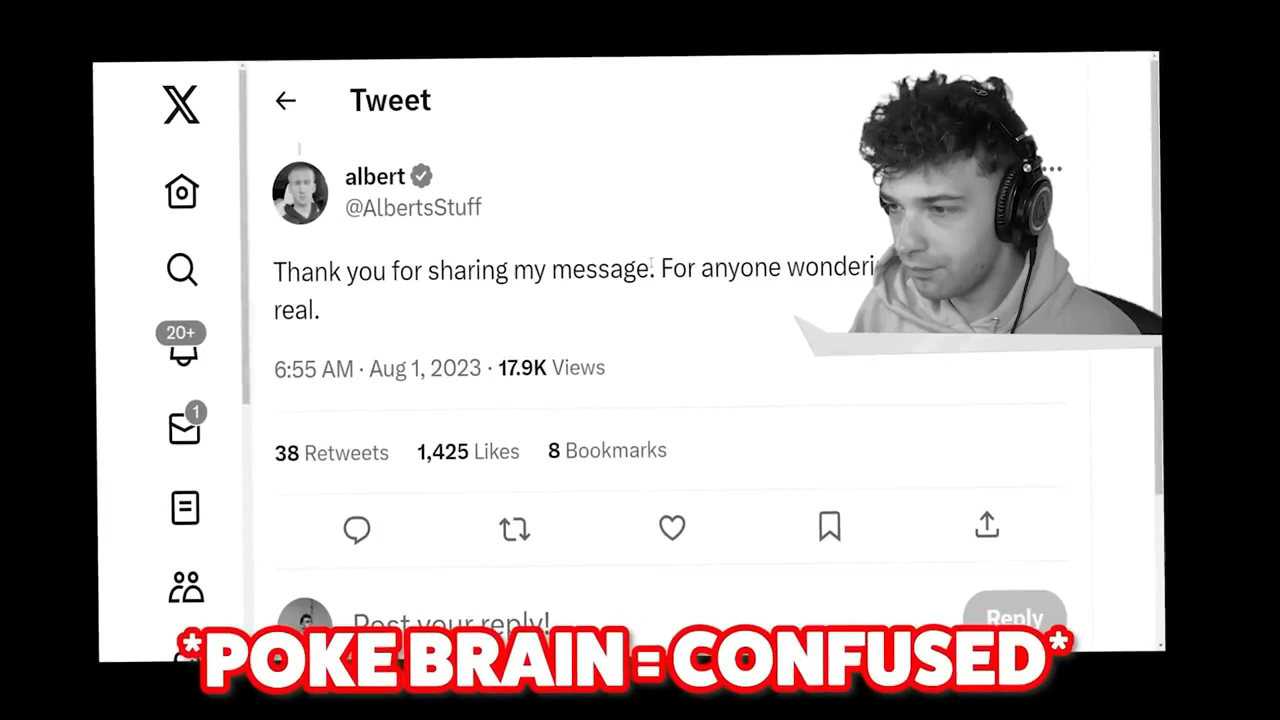 Tweet
albert
@AlbertsStuff
Thank you for sharing my message. For anyone
real.
6:55 AM · Aug 1, 2023 · 17.9K Views
20+
1
38 Retweets 1,425 Likes 8 Bookmarks
Post your reply!
Reply
*POKE BRAIN = CONFUSED*